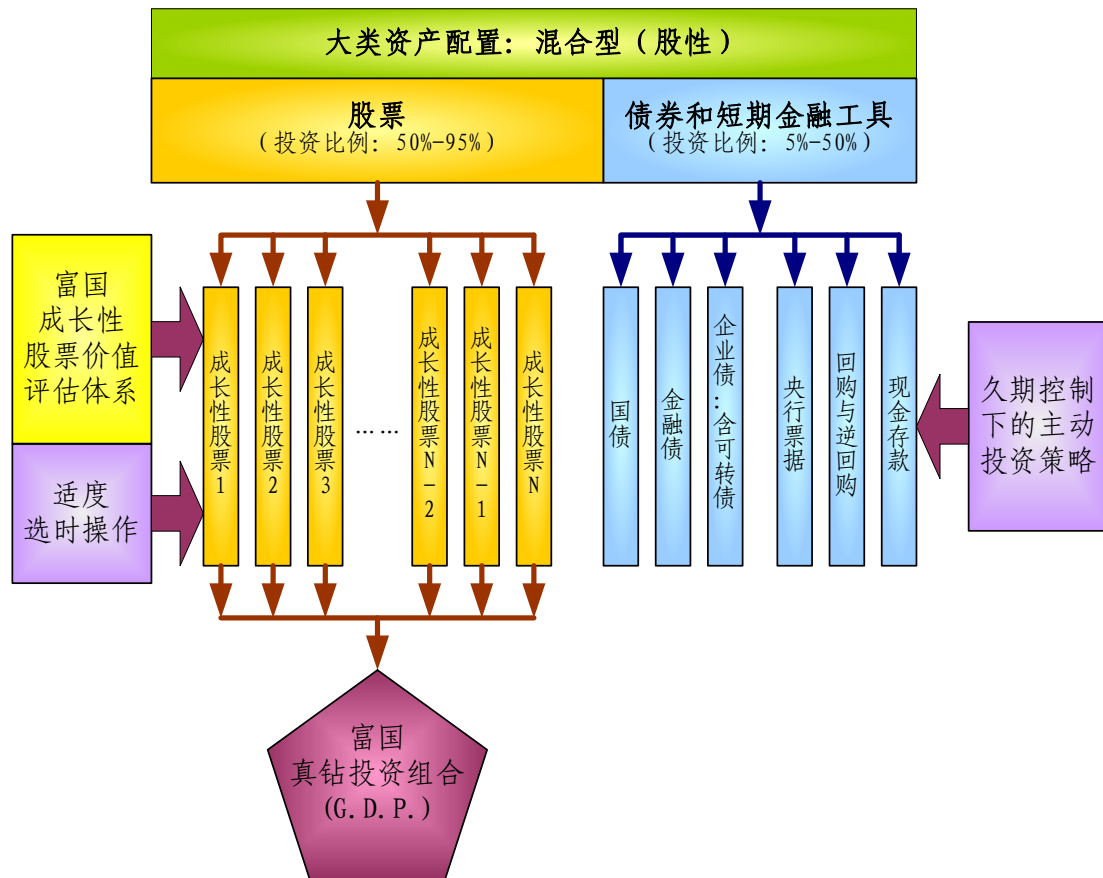 大类资产配置: 混合型（股性）
股票
（投资比例: 50%-95%）
债券和短期金融工具
（投资比例: 5%-50%）
富国
成长性
股票价值
评估体系
适度
选时操作
成长性股票1
成长性股票2
成长性股票3
……
成长性股票N-2
成长性股票N-1
成长性股票N
国债
金融债
企业债:含可转债
央行票据
回购与逆回购
现金存款
久期控制
下的主动
投资策略
富国
真钻投资组合
(G.D.P.)